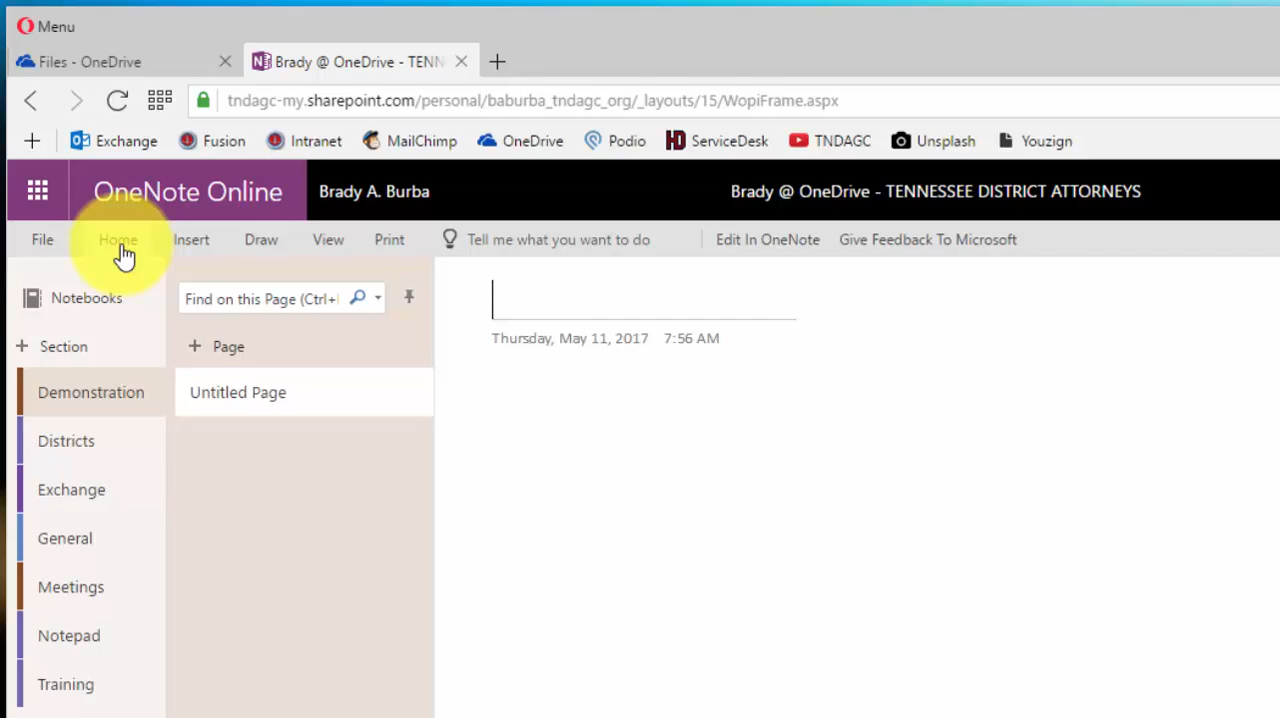 Menu
Files - OneDrive
Brady @ OneDrive - TENN
tndagc-my.sharepoint.com/personal/baburba_tndagc_org/_layouts/15/WopiFrame.aspx
Exchange Fusion Intranet MailChimp OneDrive Podio HD ServiceDesk TNDAGC Unsplash Youzign
OneNote Online Brady A. Burba Brady @ OneDrive - TENNESSEE DISTRICT ATTORNEYS
File Home Insert Draw View Print Tell me what you want to do Edit In OneNote Give Feedback To Microsoft
Notebooks
Find on this Page (Ctrl+
+ Section
+ Page
Thursday, May 11, 2017 7:56 AM
Demonstration
Untitled Page
Districts
Exchange
General
Meetings
Notepad
Training